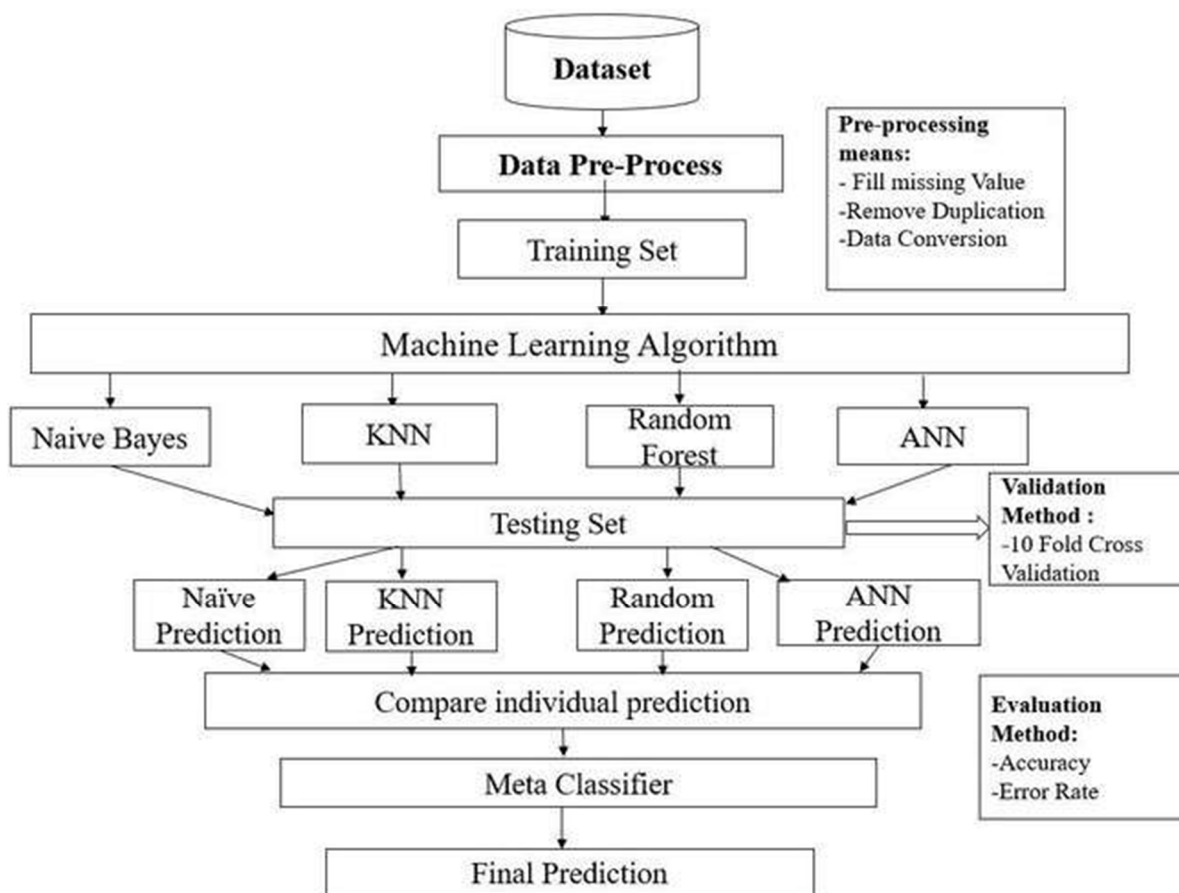 Dataset
Data Pre-Process
Pre-processing
means:
- Fill missing Value
-Remove Duplication
-Data Conversion
Training Set
Machine Learning Algorithm
Naive Bayes
KNN
Random
Forest
ANN
Testing Set
Validation
Method :
-10 Fold Cross
Validation
Naïve
Prediction
KNN
Prediction
Random
Prediction
ANN
Prediction
Compare individual prediction
Evaluation
Method:
-Accuracy
-Error Rate
Meta Classifier
Final Prediction